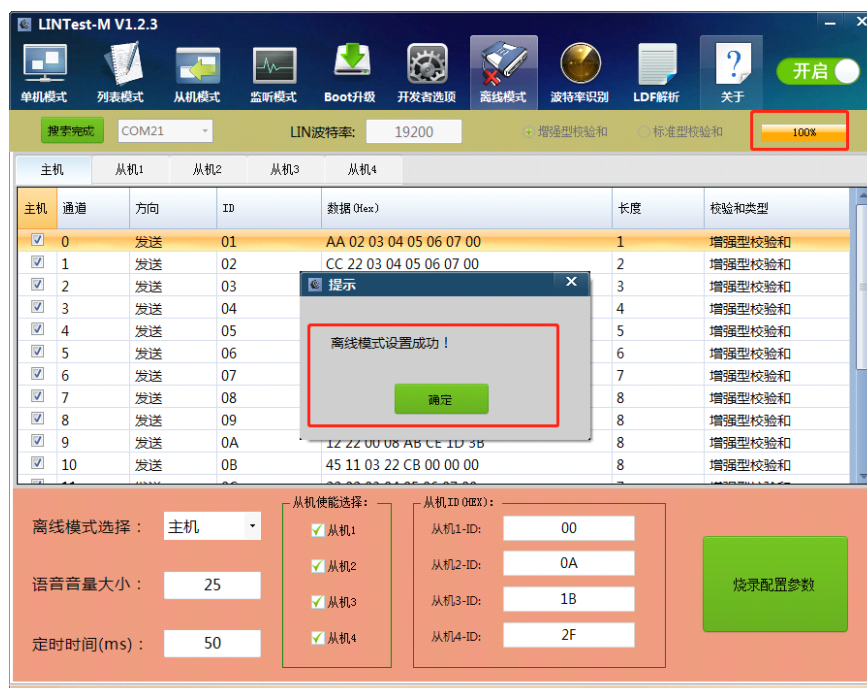 LINTest-M V1.2.3
单机模式 列表模式 从机模式 监听模式 Boot升级 开发者选项 离线模式 波特率识别 LDF解析 关于 开启
搜索完成 COM21 LIN波特率: 19200 增强型校验和 标准型校验和 100%
主机 从机1 从机2 从机3 从机4
主机 通道 方向 ID 数据(Hex) 长度 校验和类型
0 发送 01 AA 02 03 04 05 06 07 00 1 增强型校验和
1 发送 02 CC 22 03 04 05 06 07 00 2 增强型校验和
2 发送 03 3 增强型校验和
3 发送 04 4 增强型校验和
4 发送 05 5 增强型校验和
5 发送 06 6 增强型校验和
6 发送 07 7 增强型校验和
7 发送 08 8 增强型校验和
8 发送 09 8 增强型校验和
9 发送 0A 12 22 00 08 AB CE 1D 3B 8 增强型校验和
10 发送 0B 45 11 03 22 CB 00 00 00 8 增强型校验和
提示
离线模式设置成功！
确定
离线模式选择： 主机
语音音量大小： 25
定时时间(ms)： 50
从机使能选择：
从机1
从机2
从机3
从机4
从机ID(HEX)：
从机1-ID: 00
从机2-ID: 0A
从机3-ID: 1B
从机4-ID: 2F
烧录配置参数